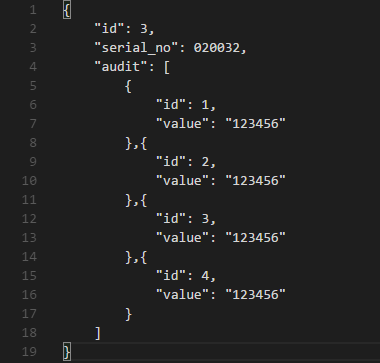 1 {
2     "id": 3,
3     "serial_no": 020032,
4     "audit": [
5         {
6             "id": 1,
7             "value": "123456"
8         },{
9             "id": 2,
10             "value": "123456"
11         },{
12             "id": 3,
13             "value": "123456"
14         },{
15             "id": 4,
16             "value": "123456"
17         }
18     ]
19 }